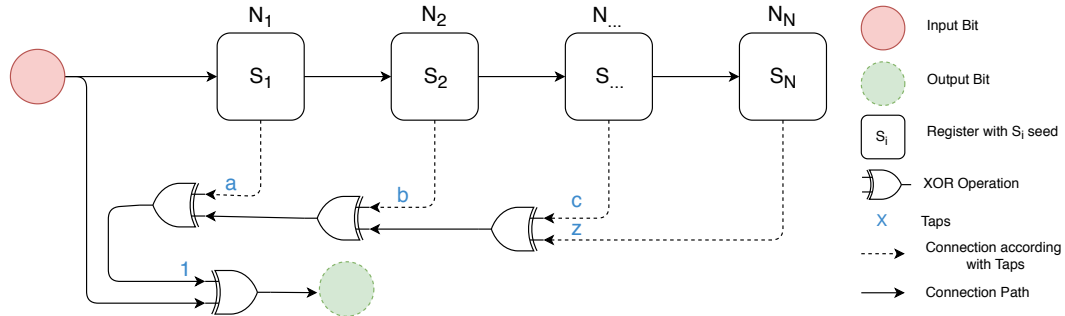 N1 N2 N... NN
Input Bit
S1 S2 S... SN
Output Bit
Si Register with Si seed
a
XOR Operation
b
c
X Taps
z
Connection according
with Taps
1
Connection Path